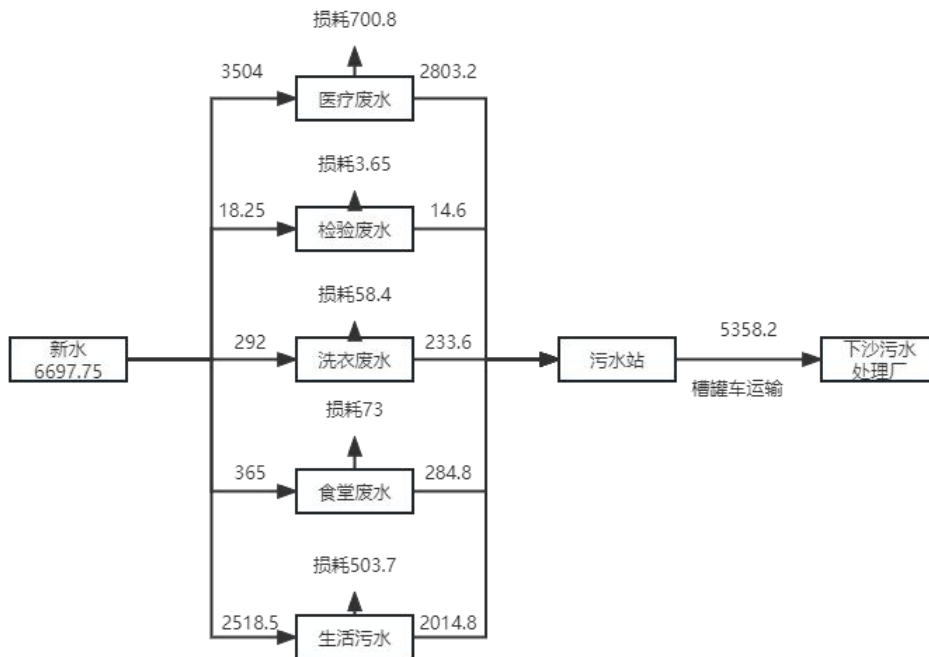 损耗700.8
3504
医疗废水
2803.2
损耗3.65
18.25
检验废水
14.6
损耗58.4
新水
6697.75
292
洗衣废水
233.6
污水站
5358.2
槽罐车运输
下沙污水
处理厂
损耗73
365
食堂废水
284.8
损耗503.7
2518.5
生活污水
2014.8